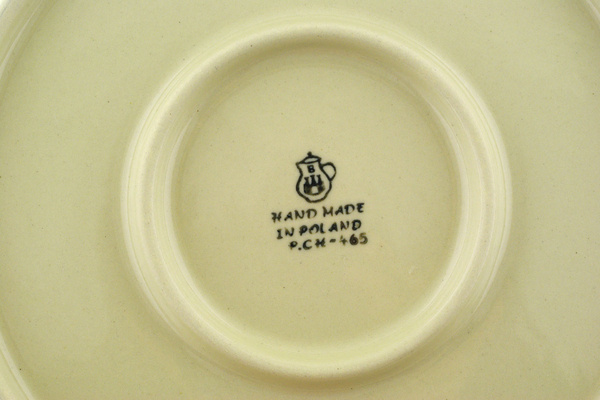 B
HAND MADE
IN POLAND
P.CH-465